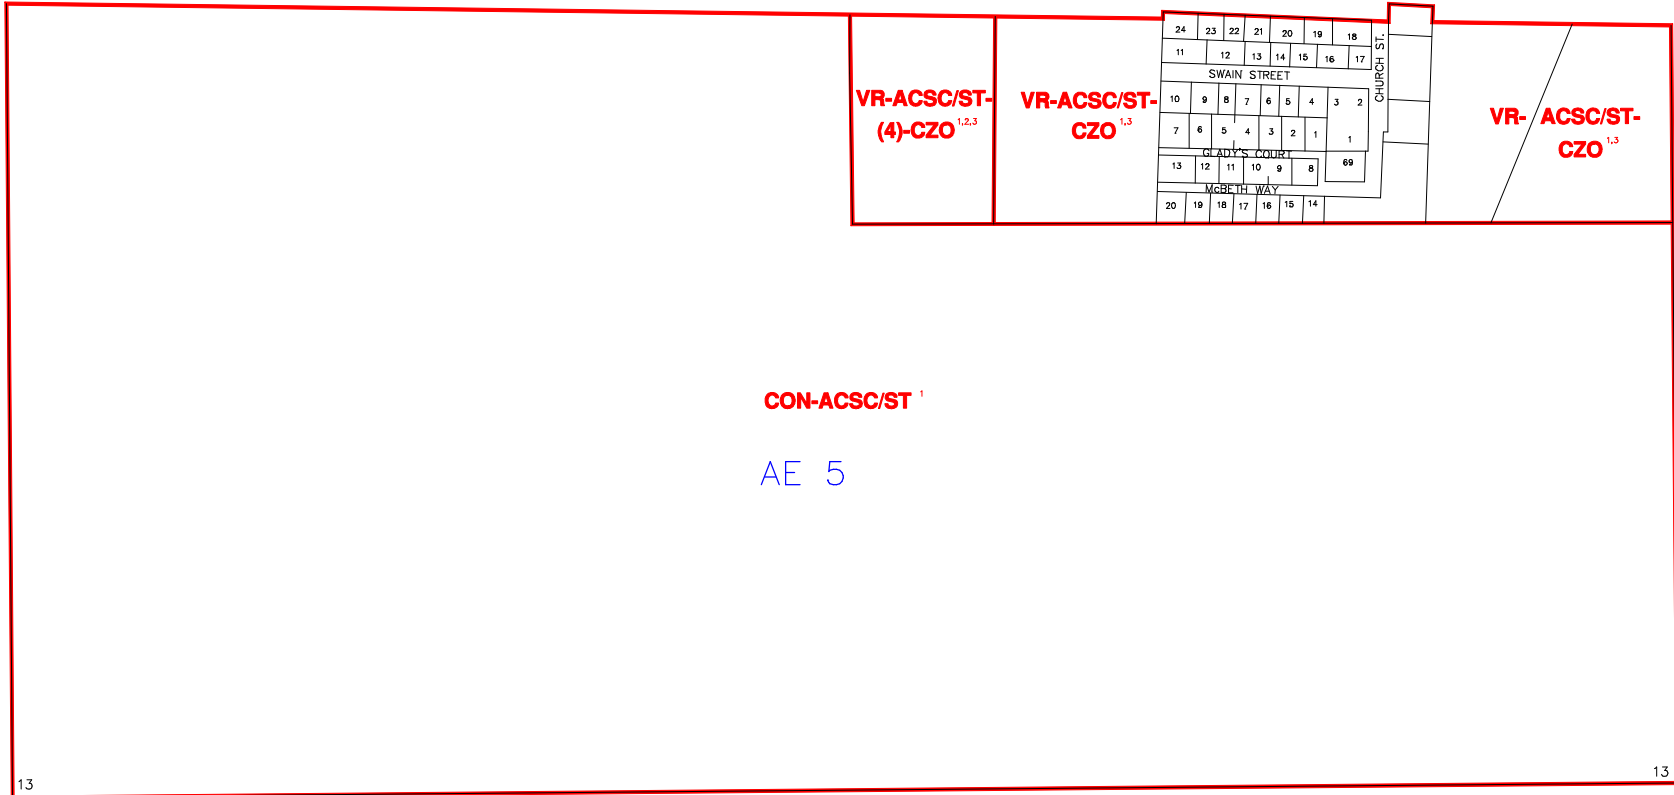 24 23 22 21 20 19 18
11 12 13 14 15 16 17
SWAIN STREET
CHURCH ST.
VR-ACSC/ST-
(4)-CZO 1,2,3
VR-ACSC/ST-
CZO 1,3
10 9 8 7 6 5 4 3 2
7 6 5 4 3 2 1 1
GLADY'S COURT
13 12 11 10 9 8 69
McBETH WAY
20 19 18 17 16 15 14
VR- ACSC/ST-
CZO 1,3
CON-ACSC/ST 1
AE 5
13
13